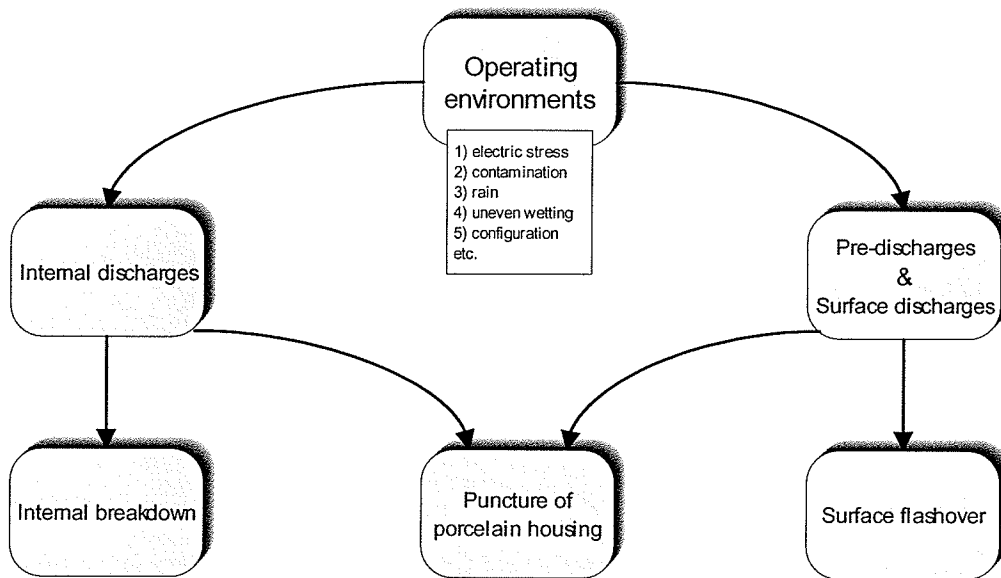 Operating
environments
1) electric stress
2) contamination
3) rain
4) uneven wetting
5) configuration
etc.
Internal discharges
Pre-discharges
&
Surface discharges
Internal breakdown
Puncture of
porcelain housing
Surface flashover